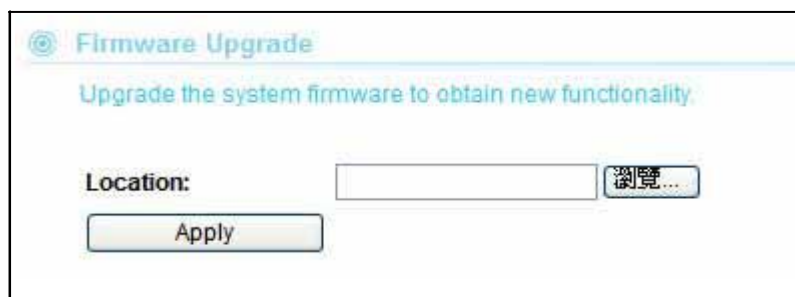 Firmware Upgrade
Upgrade the system firmware to obtain new functionality.
Location:
瀏覽...
Apply